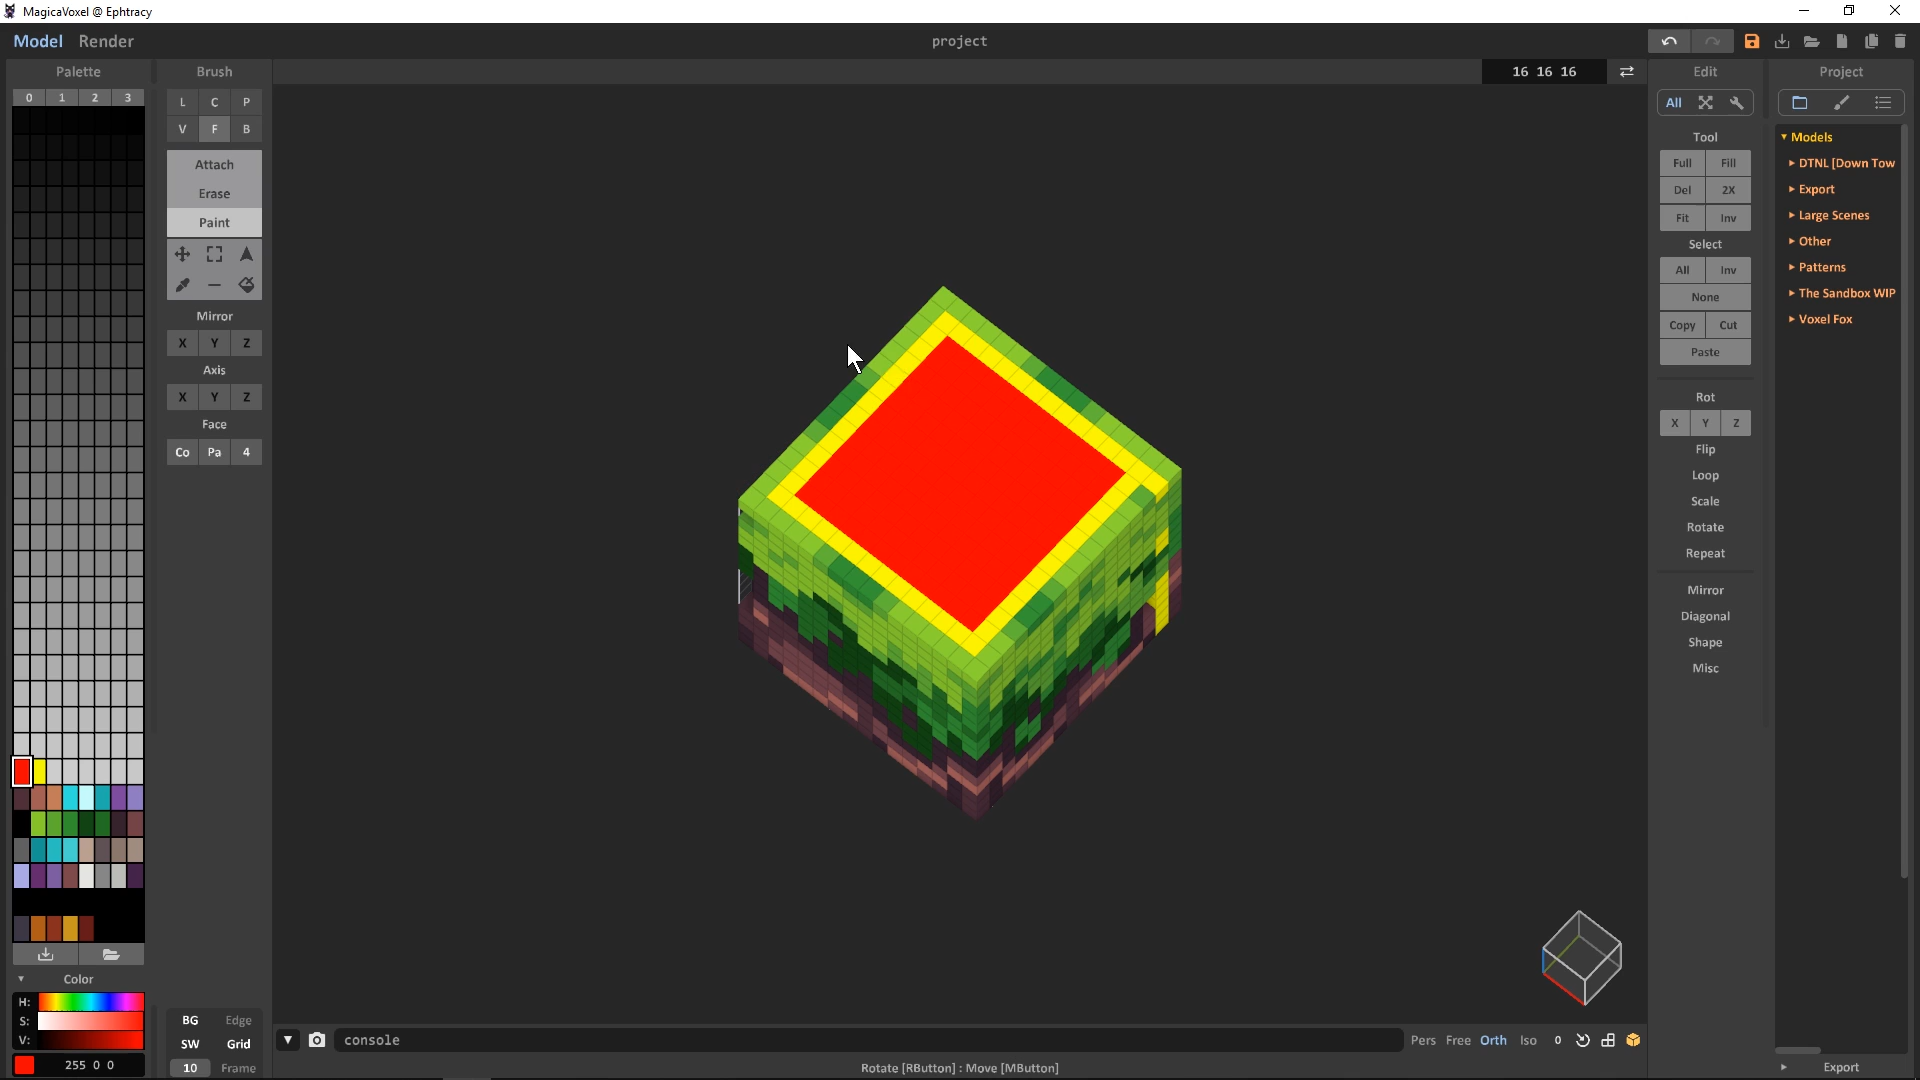 MagicaVoxel @ Ephtracy
Model Render
project
Palette
Brush
16 16 16
Edit
Project
0 1 2 3
L C P
V F B
Attach
Erase
Paint
Mirror
X Y Z
Axis
X Y Z
Face
Co Pa 4
All
Tool
Full Fill
Del 2X
Fit Inv
Select
All Inv
None
Copy Cut
Paste
Rot
X Y Z
Flip
Loop
Scale
Rotate
Repeat
Mirror
Diagonal
Shape
Misc
Models
DTNL [Down Tow
Export
Large Scenes
Other
Patterns
The Sandbox WIP
Voxel Fox
Color
H:
S:
V:
255 0 0
BG Edge
SW Grid
10 Frame
console
Pers Free Orth Iso 0
Rotate [RButton] : Move [MButton]
Export